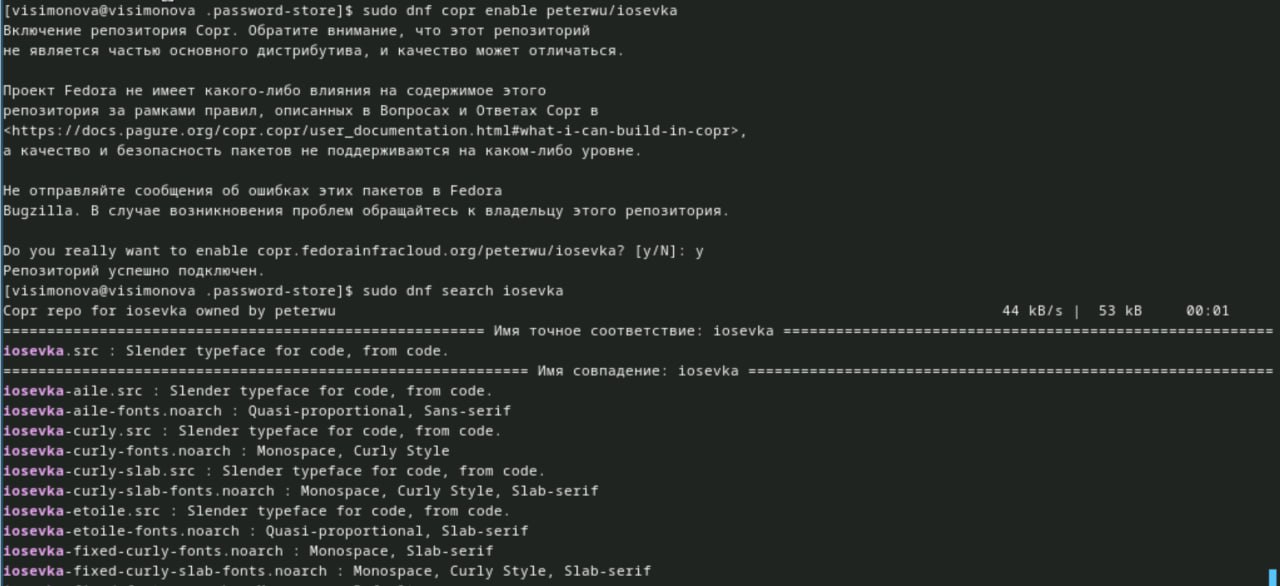 [visimonova@visimonova .password-store]$ sudo dnf copr enable peterwu/iosevka
Включение репозитория Copr. Обратите внимание, что этот репозиторий
не является частью основного дистрибутива, и качество может отличаться.
Проект Fedora не имеет какого-либо влияния на содержимое этого
репозитория за рамками правил, описанных в Вопросах и Ответах Copr в
<https://docs.pagure.org/copr.copr/user_documentation.html#what-i-can-build-in-copr>,
а качество и безопасность пакетов не поддерживаются на каком-либо уровне.
Не отправляйте сообщения об ошибках этих пакетов в Fedora
Bugzilla. В случае возникновения проблем обращайтесь к владельцу этого репозитория.
Do you really want to enable copr.fedorainfracloud.org/peterwu/iosevka? [y/N]: y
Репозиторий успешно подключен.
[visimonova@visimonova .password-store]$ sudo dnf search iosevka
Copr repo for iosevka owned by peterwu 44 kB/s | 53 kB 00:01
======================================================= Имя точное соответствие: iosevka ========================================================
iosevka.src : Slender typeface for code, from code.
============================================================ Имя совпадение: iosevka ============================================================
iosevka-aile.src : Slender typeface for code, from code.
iosevka-aile-fonts.noarch : Quasi-proportional, Sans-serif
iosevka-curly.src : Slender typeface for code, from code.
iosevka-curly-fonts.noarch : Monospace, Curly Style
iosevka-curly-slab.src : Slender typeface for code, from code.
iosevka-curly-slab-fonts.noarch : Monospace, Curly Style, Slab-serif
iosevka-etoile.src : Slender typeface for code, from code.
iosevka-etoile-fonts.noarch : Quasi-proportional, Slab-serif
iosevka-fixed-curly-fonts.noarch : Monospace, Slab-serif
iosevka-fixed-curly-slab-fonts.noarch : Monospace, Curly Style, Slab-serif